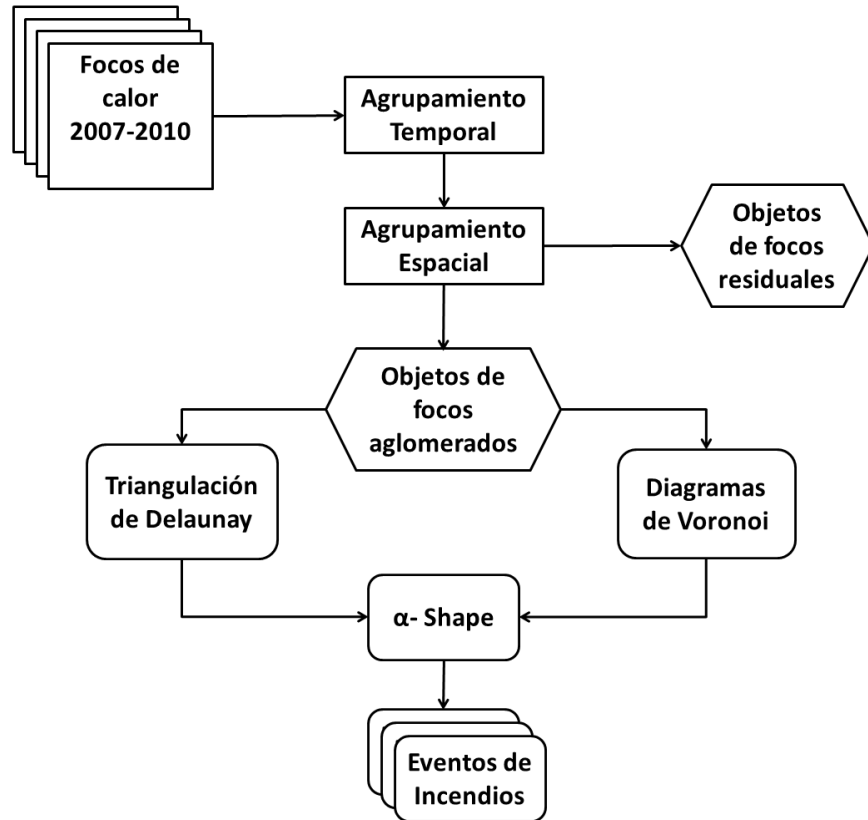 Focos de
calor
2007-2010
Agrupamiento
Temporal
Agrupamiento
Espacial
Objetos
de focos
residuales
Objetos de
focos
aglomerados
Triangulación
de Delaunay
Diagramas
de Voronoi
α- Shape
Eventos de
Incendios